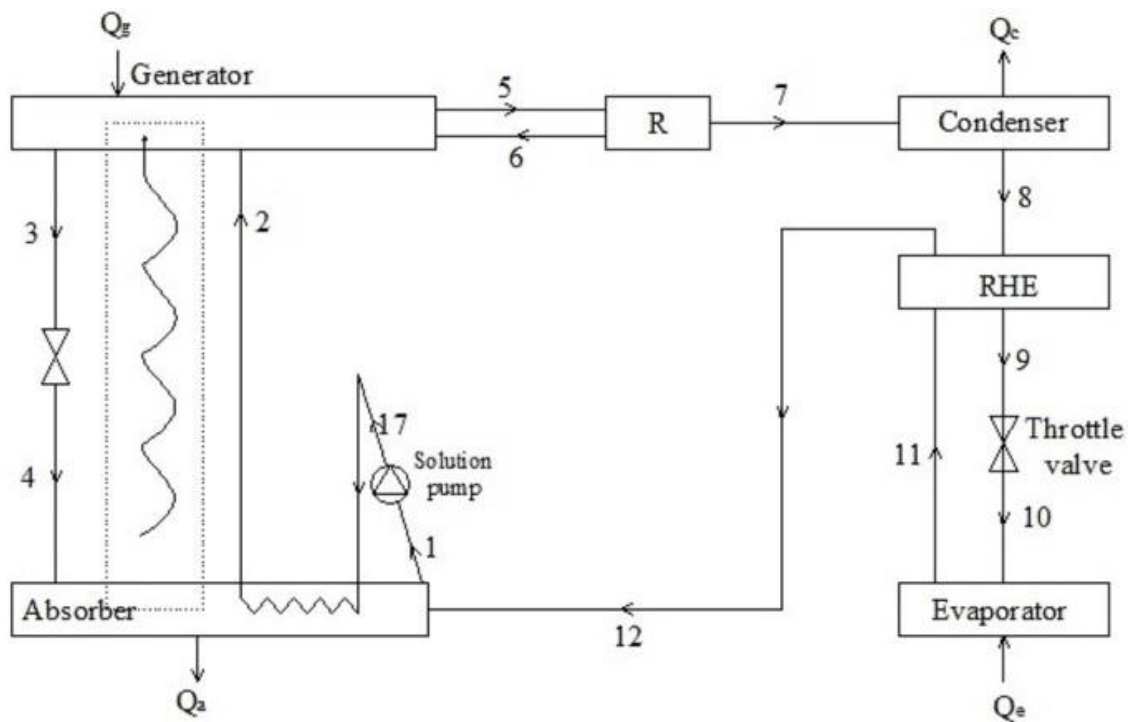 Qg
Qc
Generator
5
7
R
Condenser
6
8
3
2
RHE
9
17
Throttle
valve
11
Solution
pump
4
10
1
Absorber
Evaporator
12
Qa
Qe